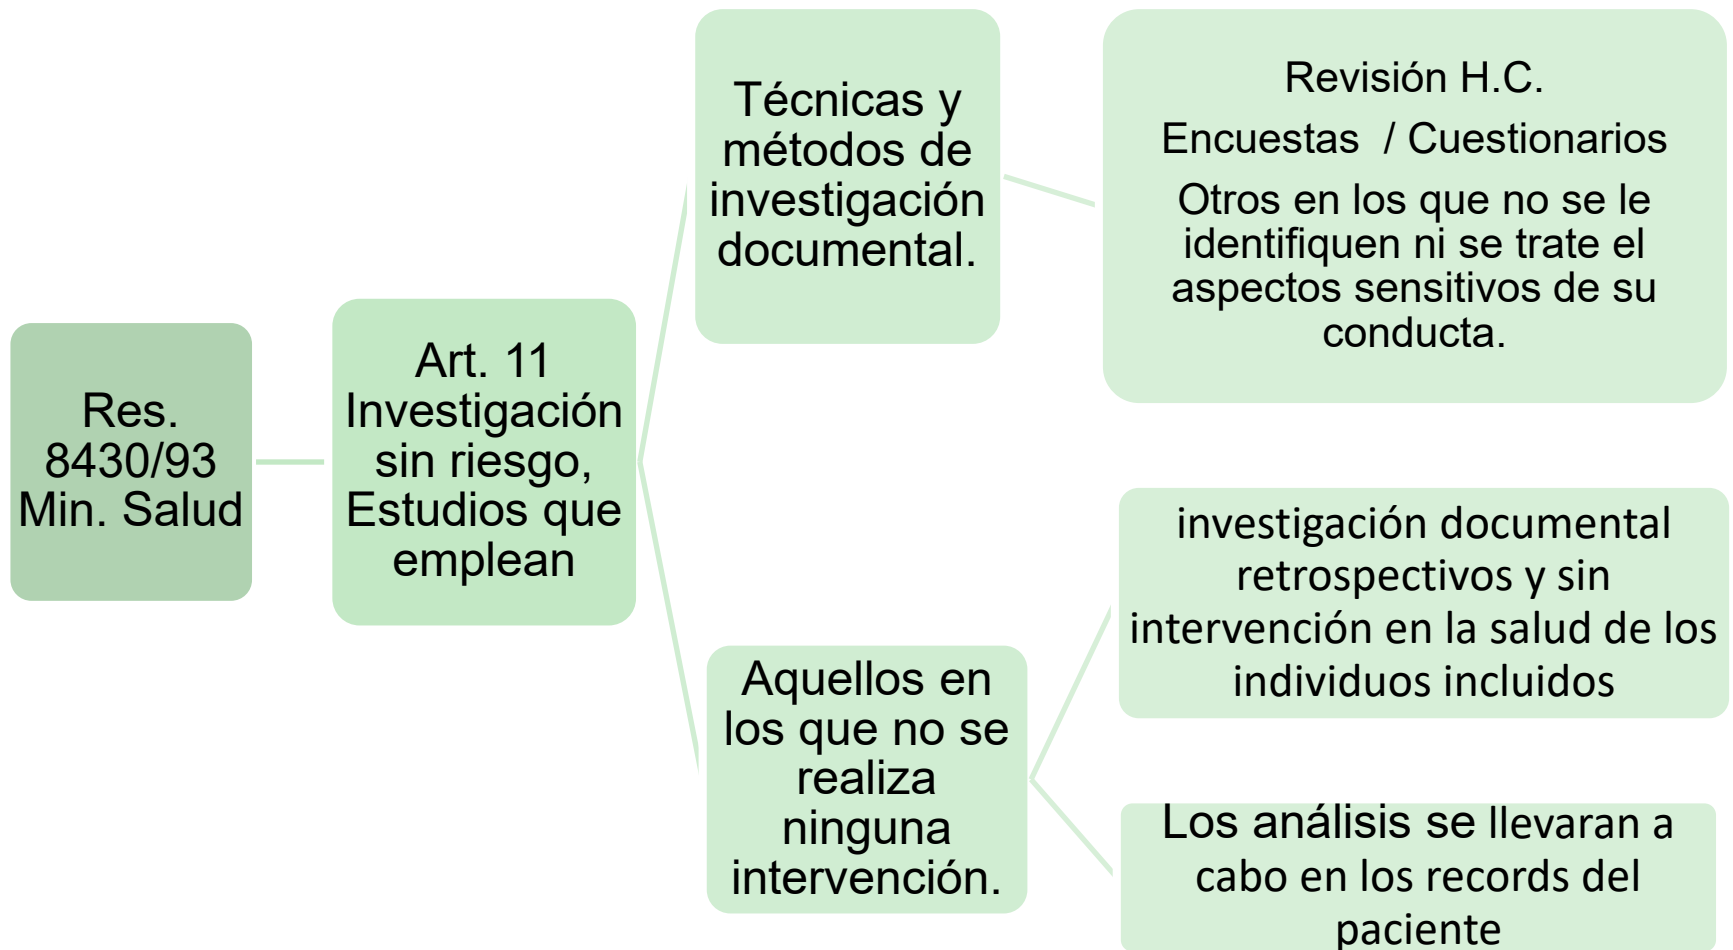 Res.
8430/93
Min. Salud
Art. 11
Investigación
sin riesgo,
Estudios que
emplean
Técnicas y
métodos de
investigación
documental.
Revisión H.C.
Encuestas / Cuestionarios
Otros en los que no se le
identifiquen ni se trate el
aspectos sensitivos de su
conducta.
Aquellos en
los que no se
realiza
ninguna
intervención.
investigación documental
retrospectivos y sin
intervención en la salud de los
individuos incluidos
Los análisis se llevaran a
cabo en los records del
paciente